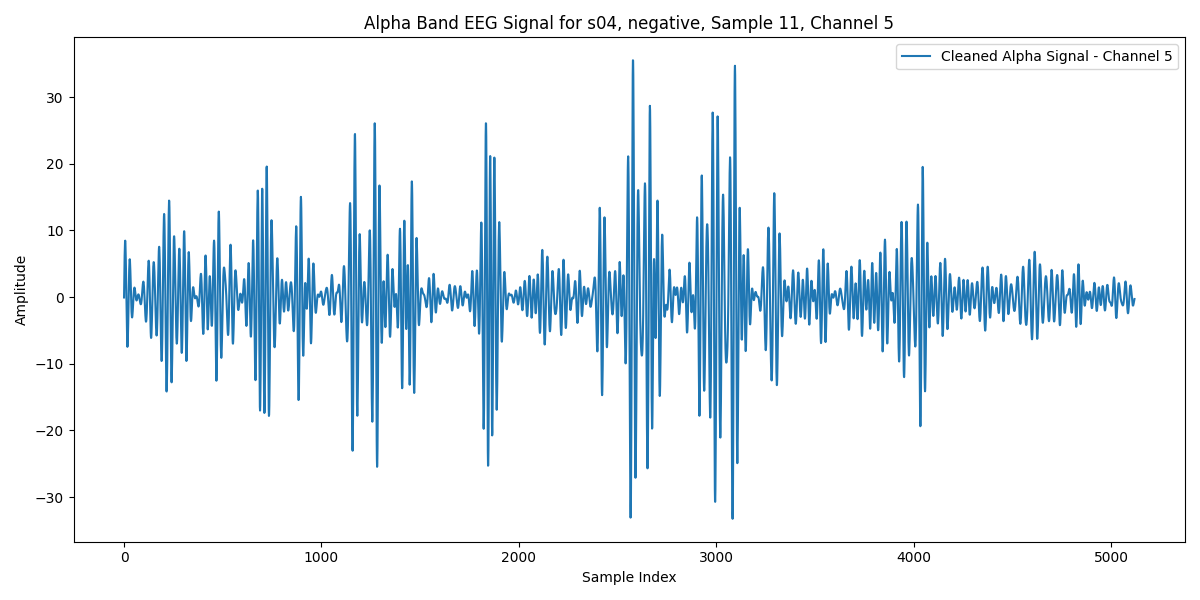 Alpha Band EEG Signal for s04, negative, Sample 11, Channel 5
Cleaned Alpha Signal - Channel 5
Amplitude
30
20
10
0
−10
−20
−30
0 1000 2000 3000 4000 5000
Sample Index